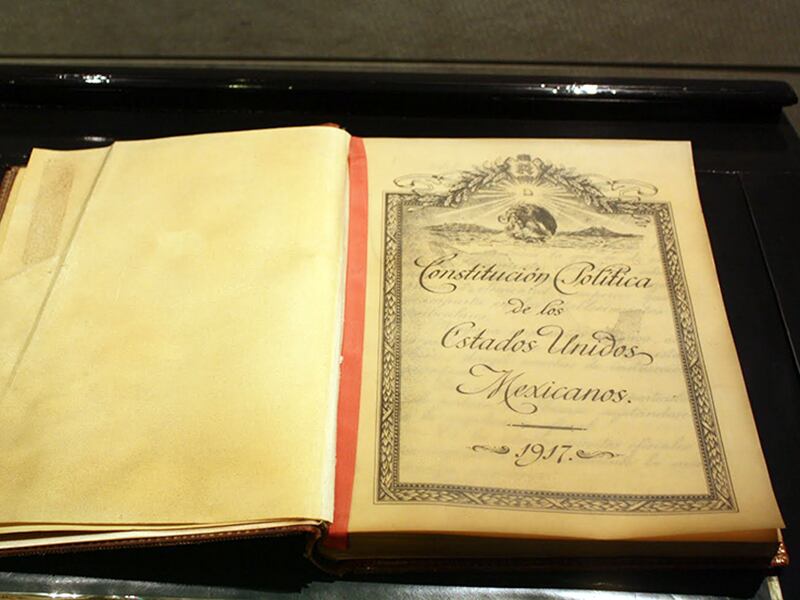 Constitución Política
de los
Estados Unidos
Mexicanos.
1917.